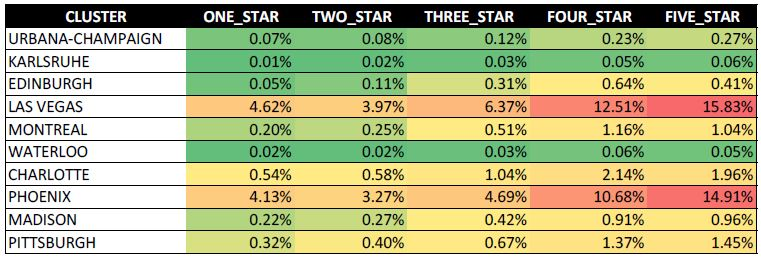 CLUSTER ONE_STAR TWO_STAR THREE_STAR FOUR_STAR FIVE_STAR
URBANA-CHAMPAIGN 0.07% 0.08% 0.12% 0.23% 0.27%
KARLSRUHE 0.01% 0.02% 0.03% 0.05% 0.06%
EDINBURGH 0.05% 0.11% 0.31% 0.64% 0.41%
LAS VEGAS 4.62% 3.97% 6.37% 12.51% 15.83%
MONTREAL 0.20% 0.25% 0.51% 1.16% 1.04%
WATERLOO 0.02% 0.02% 0.03% 0.06% 0.05%
CHARLOTTE 0.54% 0.58% 1.04% 2.14% 1.96%
PHOENIX 4.13% 3.27% 4.69% 10.68% 14.91%
MADISON 0.22% 0.27% 0.42% 0.91% 0.96%
PITTSBURGH 0.32% 0.40% 0.67% 1.37% 1.45%